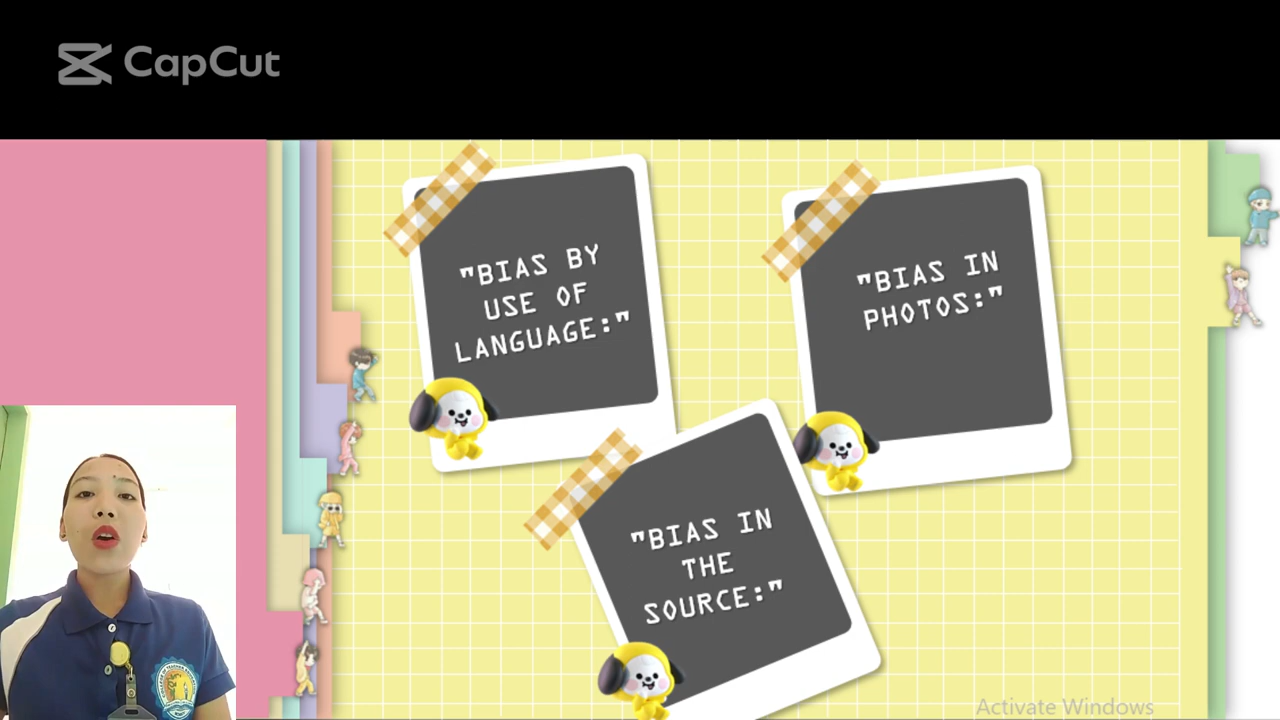 CapCut
"BIAS BY
USE OF
LANGUAGE:"
"BIAS IN
PHOTOS:"
"BIAS IN
THE
SOURCE:"
Activate Windows